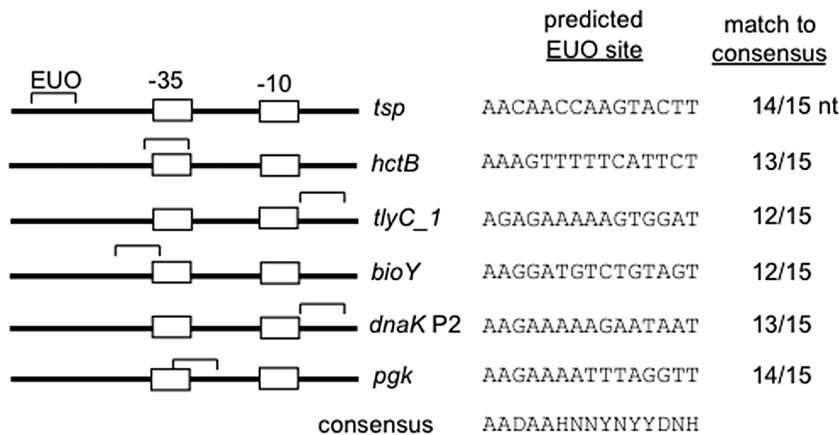 predicted
EUO site
match to
consensus
EUO -35 -10
tsp AACAACCAAGTACTT 14/15 nt
hctB AAAGTTTTTCATTCT 13/15
tlyC_1 AGAGAAAAAGTGGAT 12/15
bioY AAGGATGTCTGTAGT 12/15
dnaK P2 AAGAAAAAGAATAAT 13/15
pgk AAGAAAATTTAGGTT 14/15
consensus AADAAHNNYNYYDNH